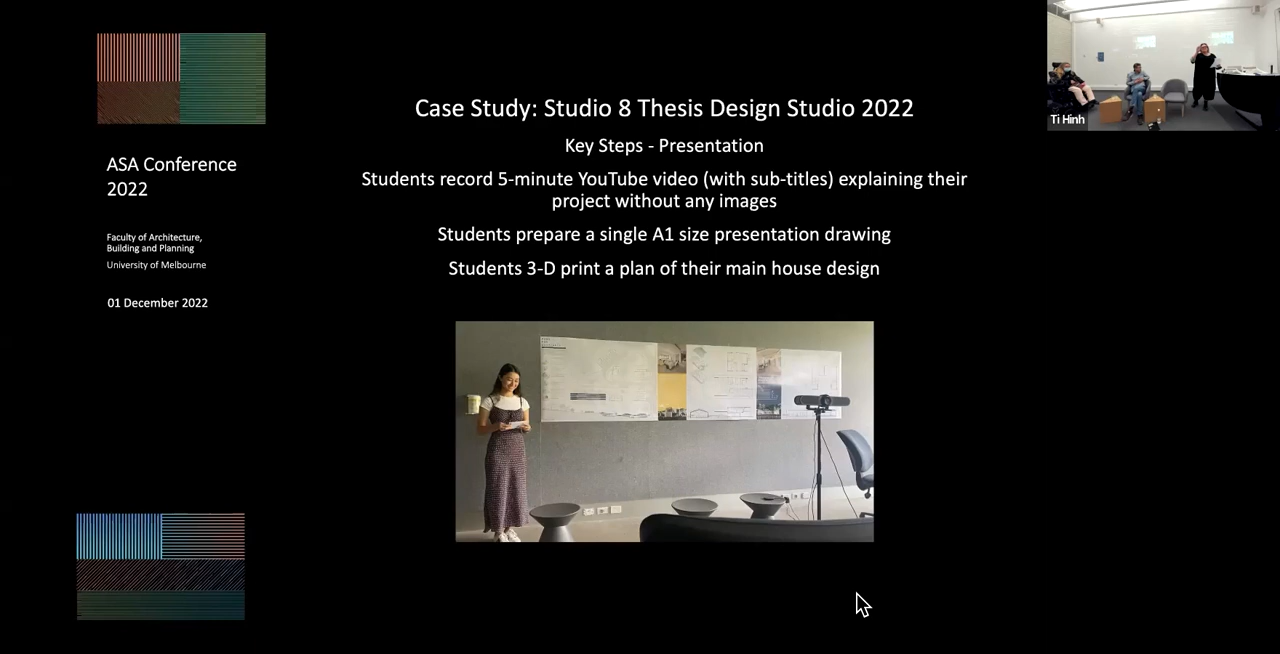 ASA Conference
2022
Faculty of Architecture,
Building and Planning
University of Melbourne
01 December 2022
Case Study: Studio 8 Thesis Design Studio 2022
Key Steps - Presentation
Students record 5-minute YouTube video (with sub-titles) explaining their
project without any images
Students prepare a single A1 size presentation drawing
Students 3-D print a plan of their main house design
Ti Hinh